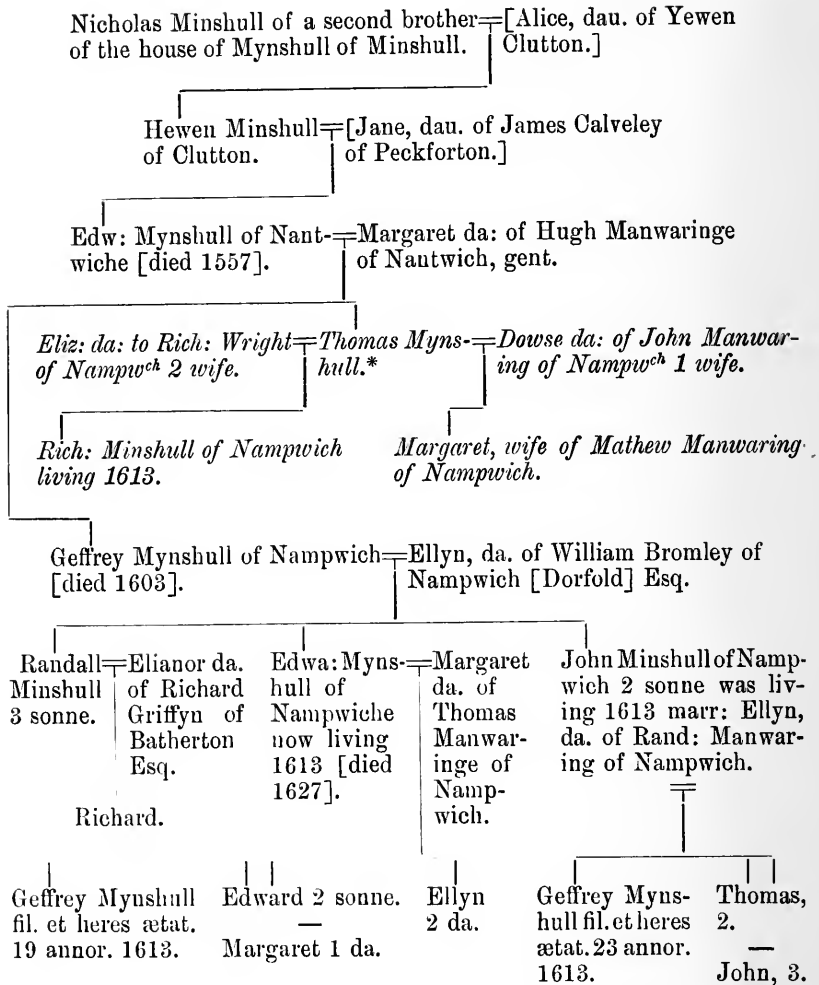 Nicholas Minshull of a second brother=[Alice, dau. of Yewen
of the house of Mynshull of Minshull. Clutton.]
Hewen Minshull=[Jane, dau. of James Calveley
of Clutton. of Peckforton.]
Edw: Mynshull of Nant-=Margaret da: of Hugh Manwaringe
wiche [died 1557]. of Nantwich, gent.
Eliz: da: to Rich: Wright=Thomas Myns-=Dowse da: of John Manwar-
of Nampwch 2 wife. hull.* ing of Nampwch 1 wife.
Rich: Minshull of Nampwich
living 1613.
Margaret, wife of Mathew Manwaring
of Nampwich.
Geffrey Mynshull of Nampwich=Ellyn, da. of William Bromley of
[died 1603]. Nampwich [Dorfold] Esq.
Randall=Elianor da.
Minshull of Richard
3 sonne. Griffyn of
Batherton
Esq.
Richard.
Edwa: Myns-=Margaret
hull of da. of
Nampwiche Thomas
now living Manwar-
1613 [died inge of
1627]. Namp-
wich.
John Minshull of Namp-
wich 2 sonne was liv-
ing 1613 marr: Ellyn,
da. of Rand: Manwar-
ing of Nampwich.
Geffrey Mynshull
fil. et heres ætat.
19 annor. 1613.
Edward 2 sonne.
—
Margaret 1 da.
Ellyn
2 da.
Geffrey Myns-
hull fil. et heres
ætat. 23 annor.
1613.
Thomas,
2.
—
John, 3.